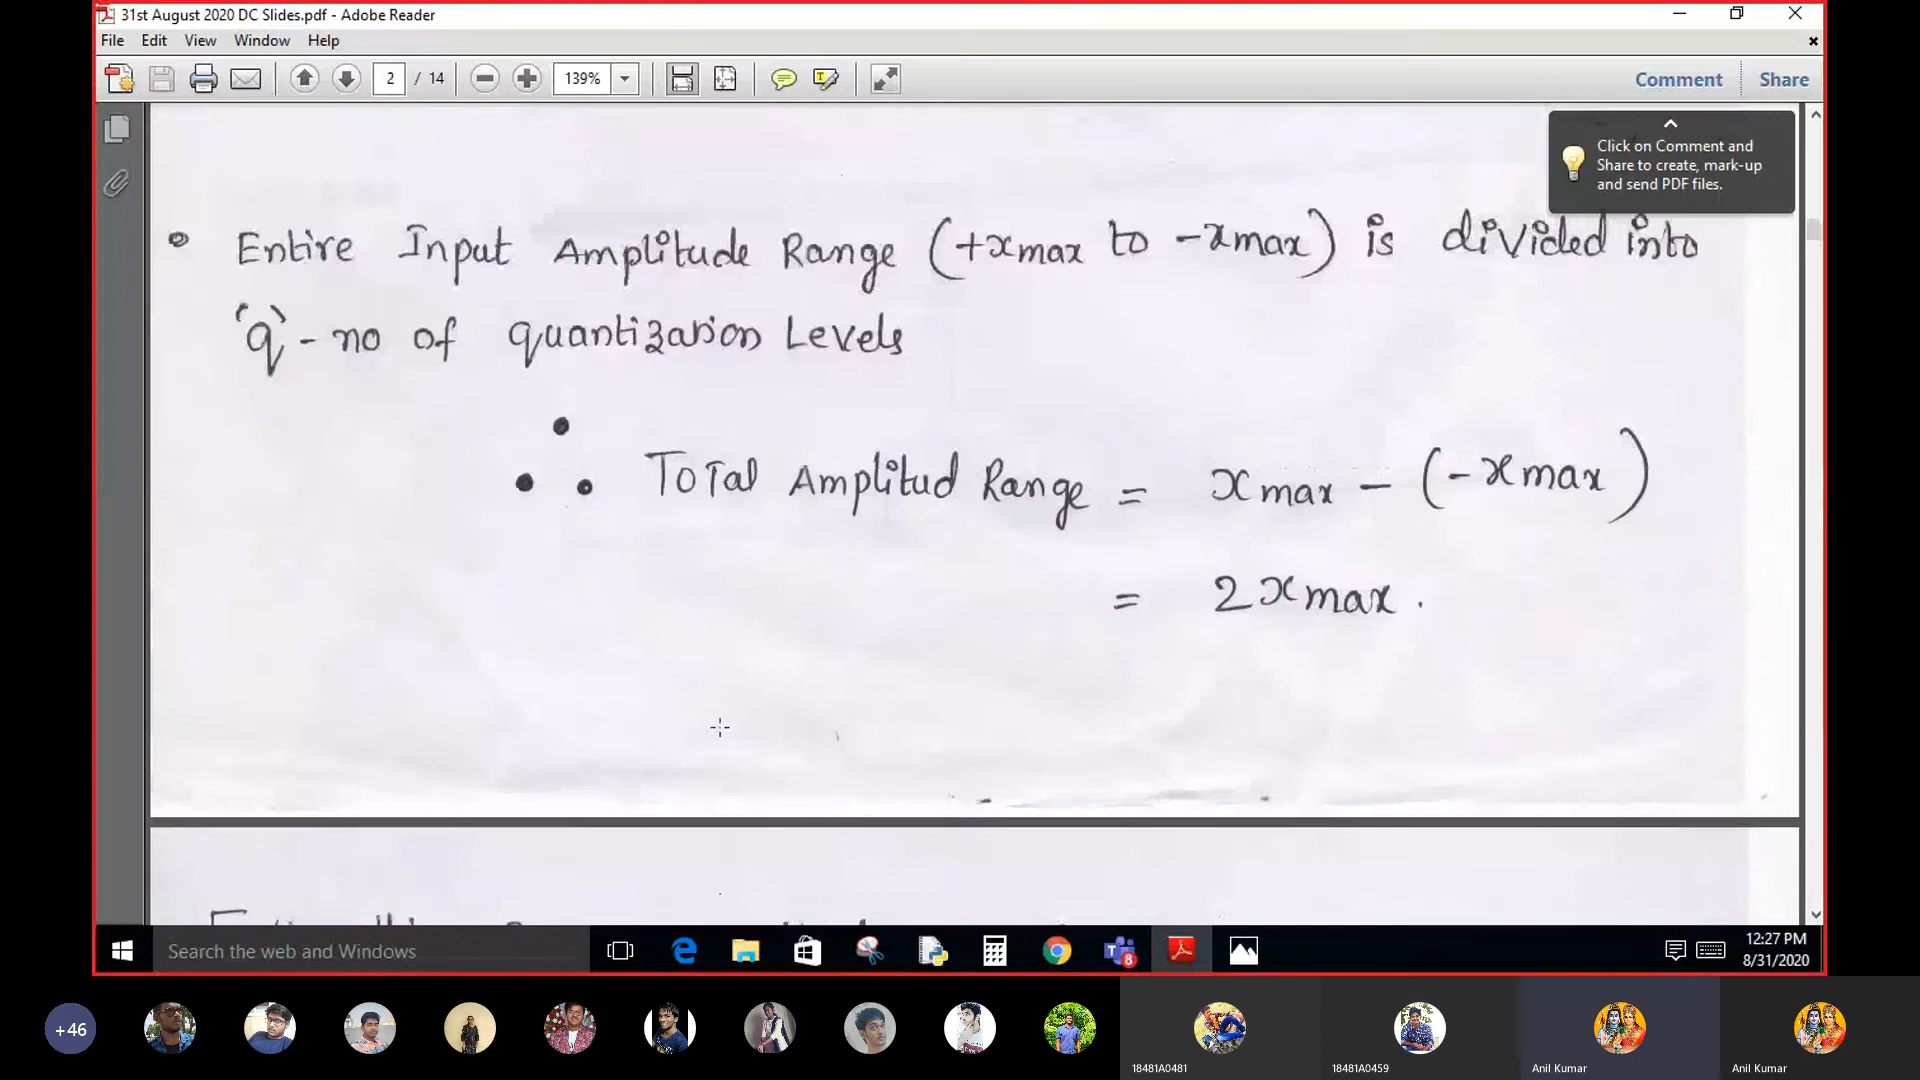 31st August 2020 DC Slides.pdf - Adobe Reader
File Edit View Window Help
2 / 14 139% Comment Share
Click on Comment and
Share to create, mark-up
and send PDF files.
Entire Input Amplitude Range (+xmax to -xmax) is divided into
'q' - no of quantization Levels
∴ Total Amplitud Range = xmax - (-xmax)
= 2xmax.
Search the web and Windows
8
12:27 PM
8/31/2020
+46
18481A0481 18481A0459 Anil Kumar Anil Kumar